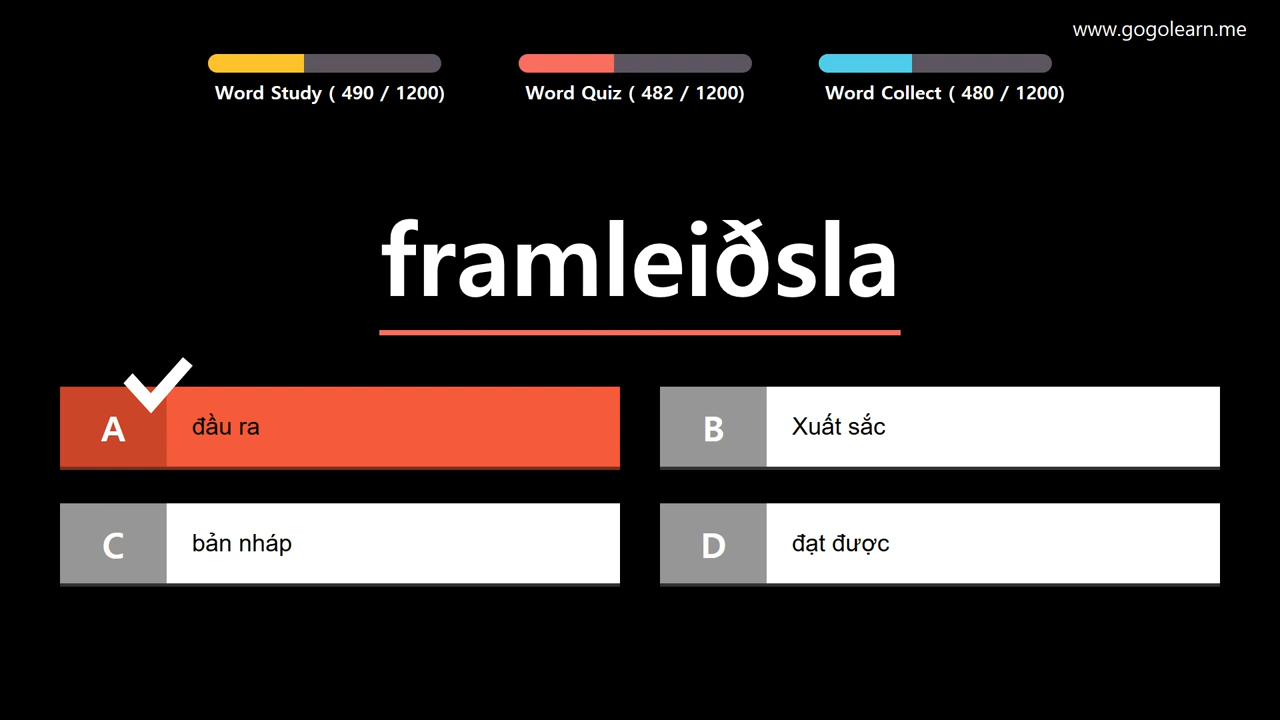 www.gogolearn.me
Word Study ( 490 / 1200)
Word Quiz ( 482 / 1200)
Word Collect ( 480 / 1200)
framleiðsla
A đầu ra
B Xuất sắc
C bản nháp
D đạt được